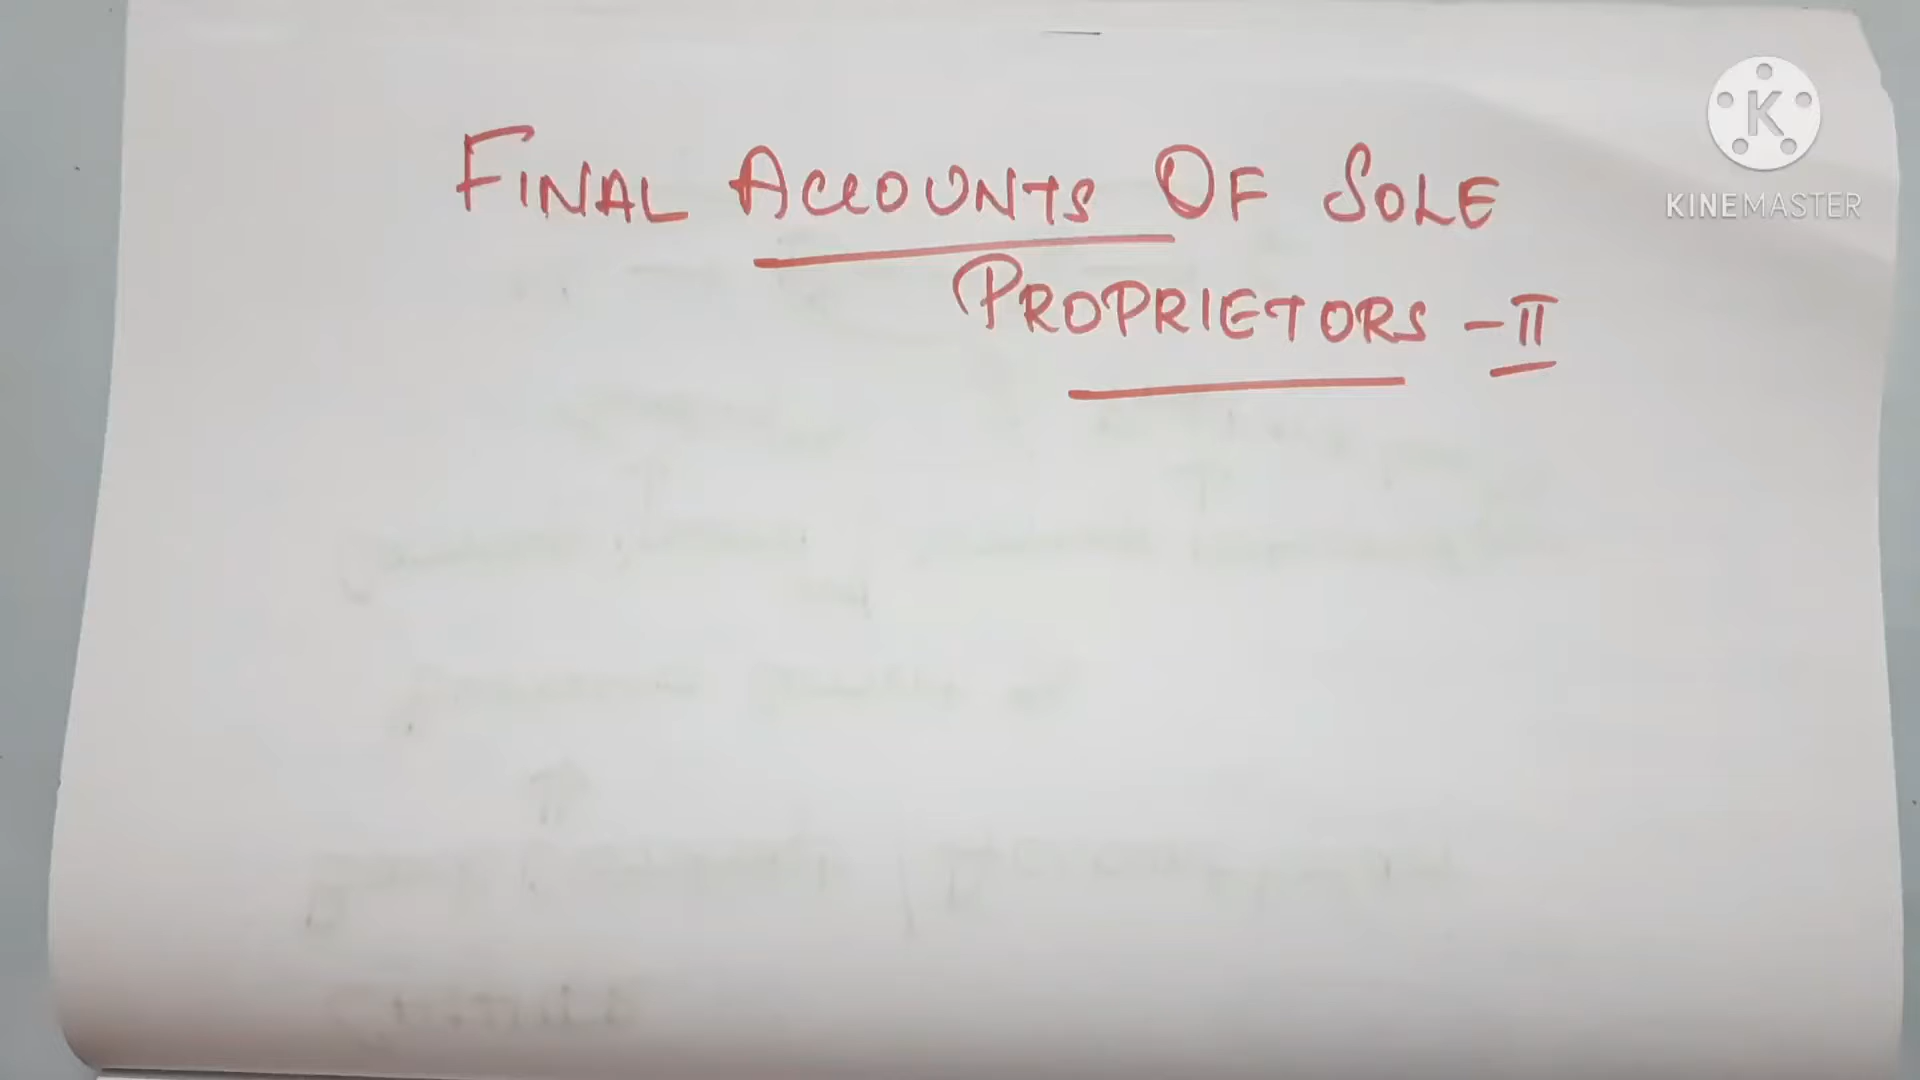 FINAL ACCOUNTS OF SOLE
PROPRIETORS - II
KINEMASTER